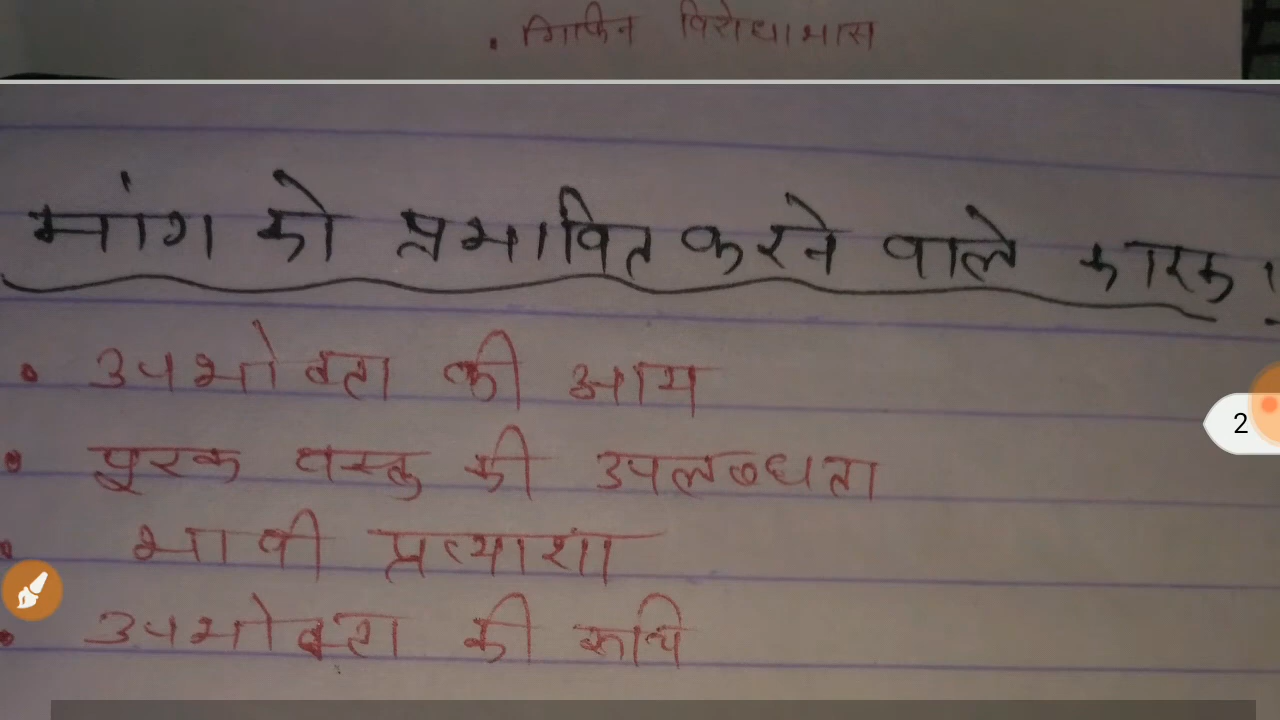 • गिफिन विरोधाभास
मांग को प्रभावित करने वाले कारक!
• उपभोक्ता की आय
• पूरक वस्तु की उपलब्धता
• भावी प्रत्याशा
• उपभोक्ता की रूचि
2